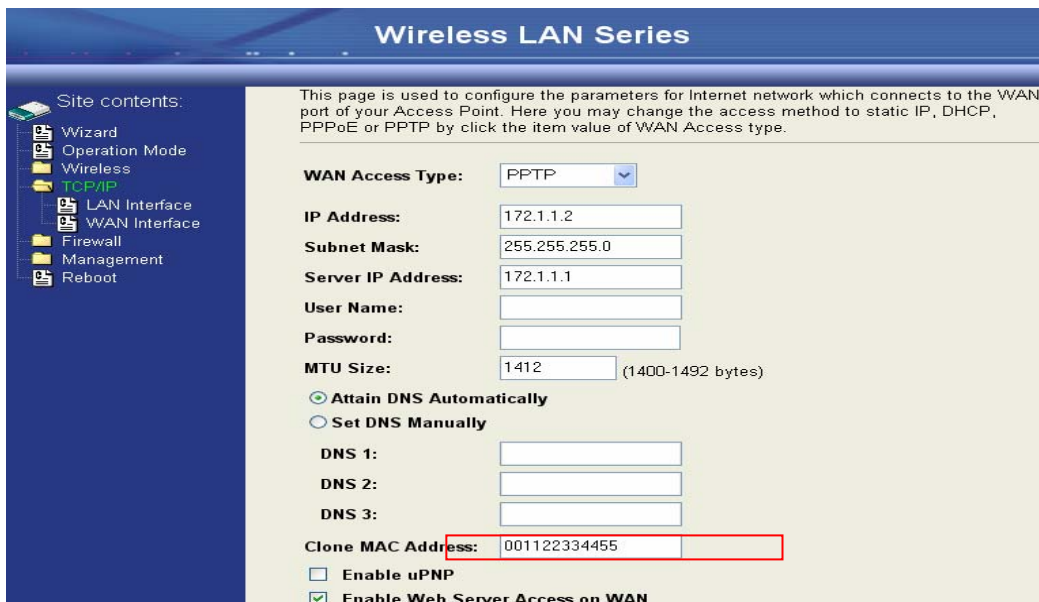 Wireless LAN Series
Site contents:
Wizard
Operation Mode
Wireless
TCP/IP
LAN Interface
WAN Interface
Firewall
Management
Reboot
This page is used to configure the parameters for Internet network which connects to the WAN
port of your Access Point. Here you may change the access method to static IP, DHCP,
PPPoE or PPTP by click the item value of WAN Access type.
WAN Access Type: PPTP
IP Address: 172.1.1.2
Subnet Mask: 255.255.255.0
Server IP Address: 172.1.1.1
User Name:
Password:
MTU Size: 1412 (1400-1492 bytes)
Attain DNS Automatically
Set DNS Manually
DNS 1:
DNS 2:
DNS 3:
Clone MAC Address: 001122334455
Enable uPNP
Enable Web Server Access on WAN